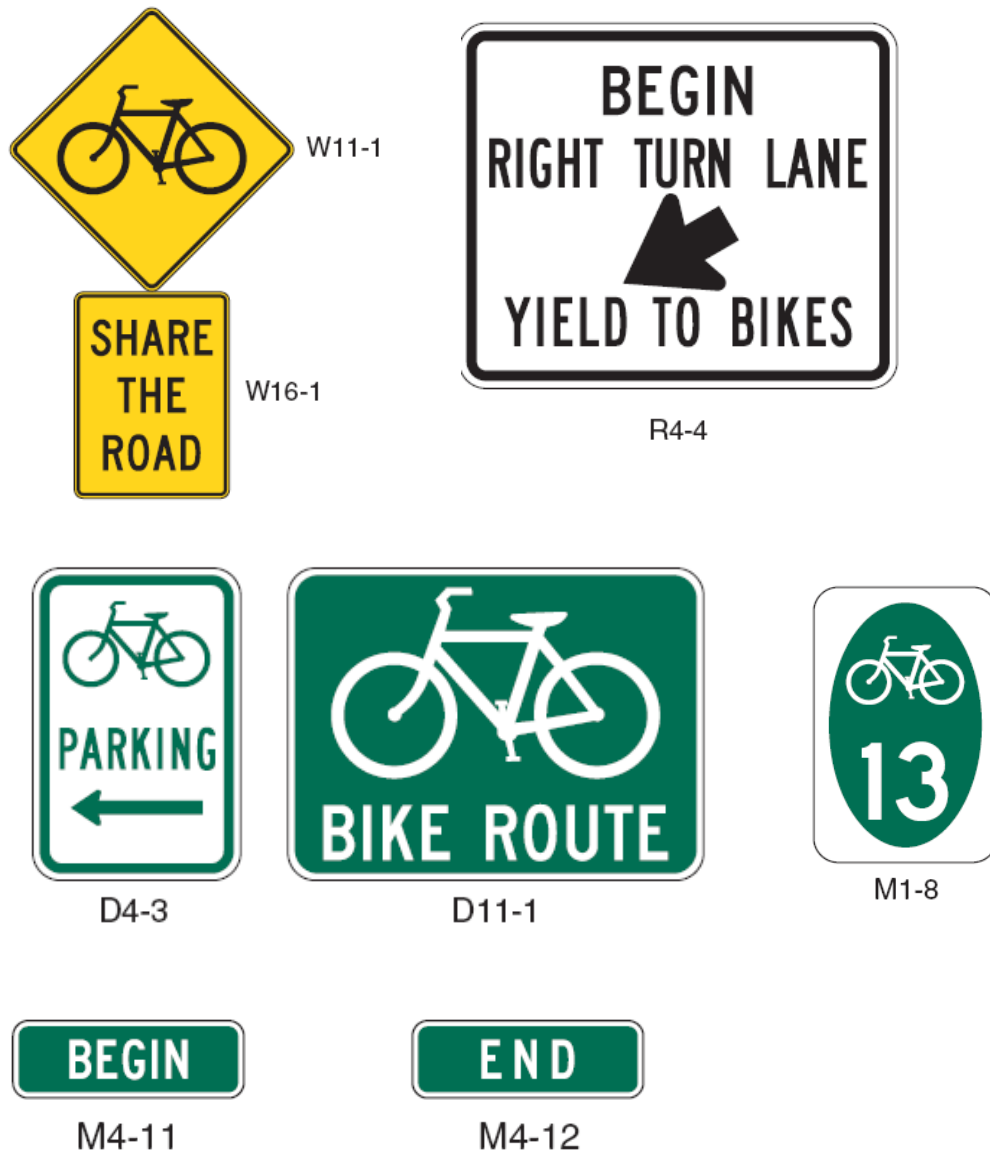 W11-1
SHARE
THE
ROAD
W16-1
BEGIN
RIGHT TURN LANE
YIELD TO BIKES
R4-4
PARKING
D4-3
BIKE ROUTE
D11-1
13
M1-8
BEGIN
M4-11
END
M4-12